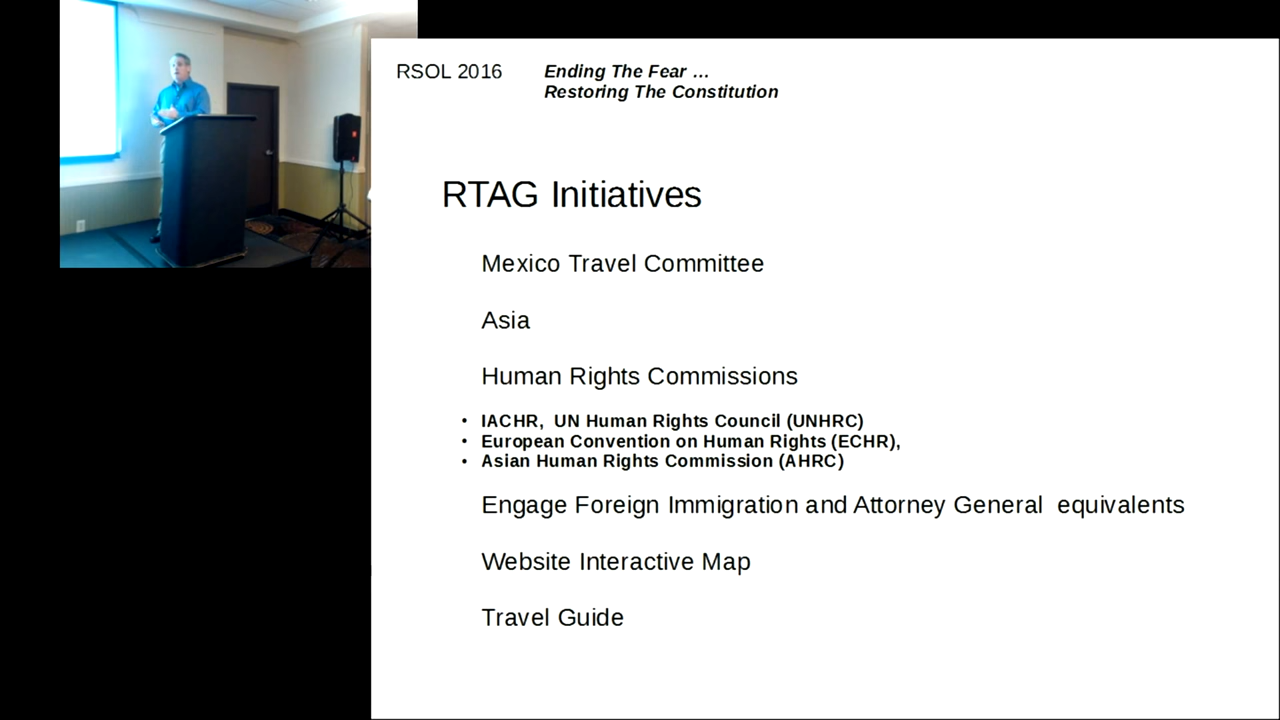 RSOL 2016
Ending The Fear …
Restoring The Constitution
RTAG Initiatives
Mexico Travel Committee
Asia
Human Rights Commissions
• IACHR,  UN Human Rights Council (UNHRC)
• European Convention on Human Rights (ECHR),
• Asian Human Rights Commission (AHRC)
Engage Foreign Immigration and Attorney General  equivalents
Website Interactive Map
Travel Guide